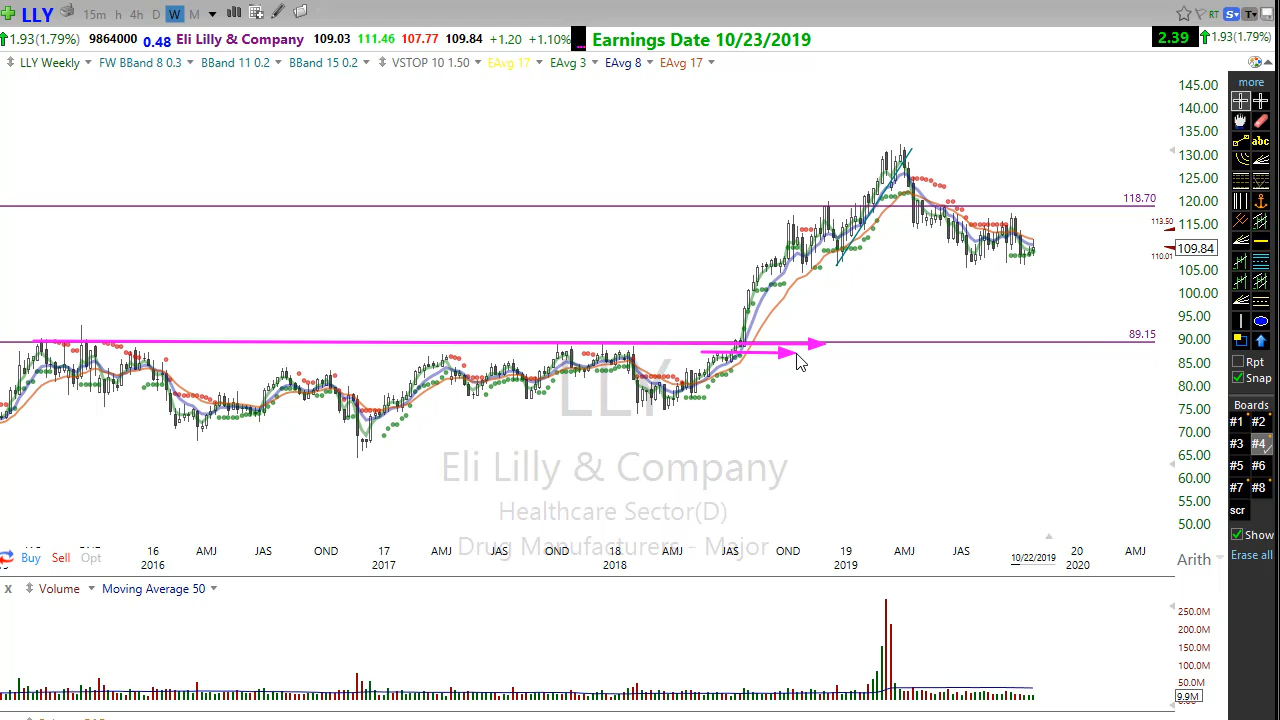 LLY 15m h 4h D W M RT S T
1.93(1.79%) 9864000 0.48 Eli Lilly & Company 109.03 111.46 107.77 109.84 +1.20 +1.10% Earnings Date 10/23/2019 2.39 1.93(1.79%)
LLY Weekly FW BBand 8 0.3 BBand 11 0.2 BBand 15 0.2 VSTOP 10 1.50 EAvg 17 EAvg 3 EAvg 8 EAvg 17
more
abc
145.00
140.00
135.00
130.00
125.00
120.00
118.70
115.00
113.50
109.84
110.01
105.00
100.00
95.00
90.00
89.15
85.00
80.00
75.00
70.00
65.00
60.00
55.00
50.00
LLY
Eli Lilly & Company
Healthcare Sector(D)
Drug Manufacturers - Major
Rpt
Snap
Boards
#1 #2
#3 #4
#5 #6
#7 #8
scr
Show
Erase all
16 AMJ JAS OND 17 AMJ JAS OND 18 AMJ JAS OND 19 AMJ JAS 20 AMJ
2016 2017 2018 2019 10/22/2019 2020
Buy Sell Opt
Arith
X Volume Moving Average 50
250.0M
200.0M
150.0M
100.0M
50.0M
9.9M